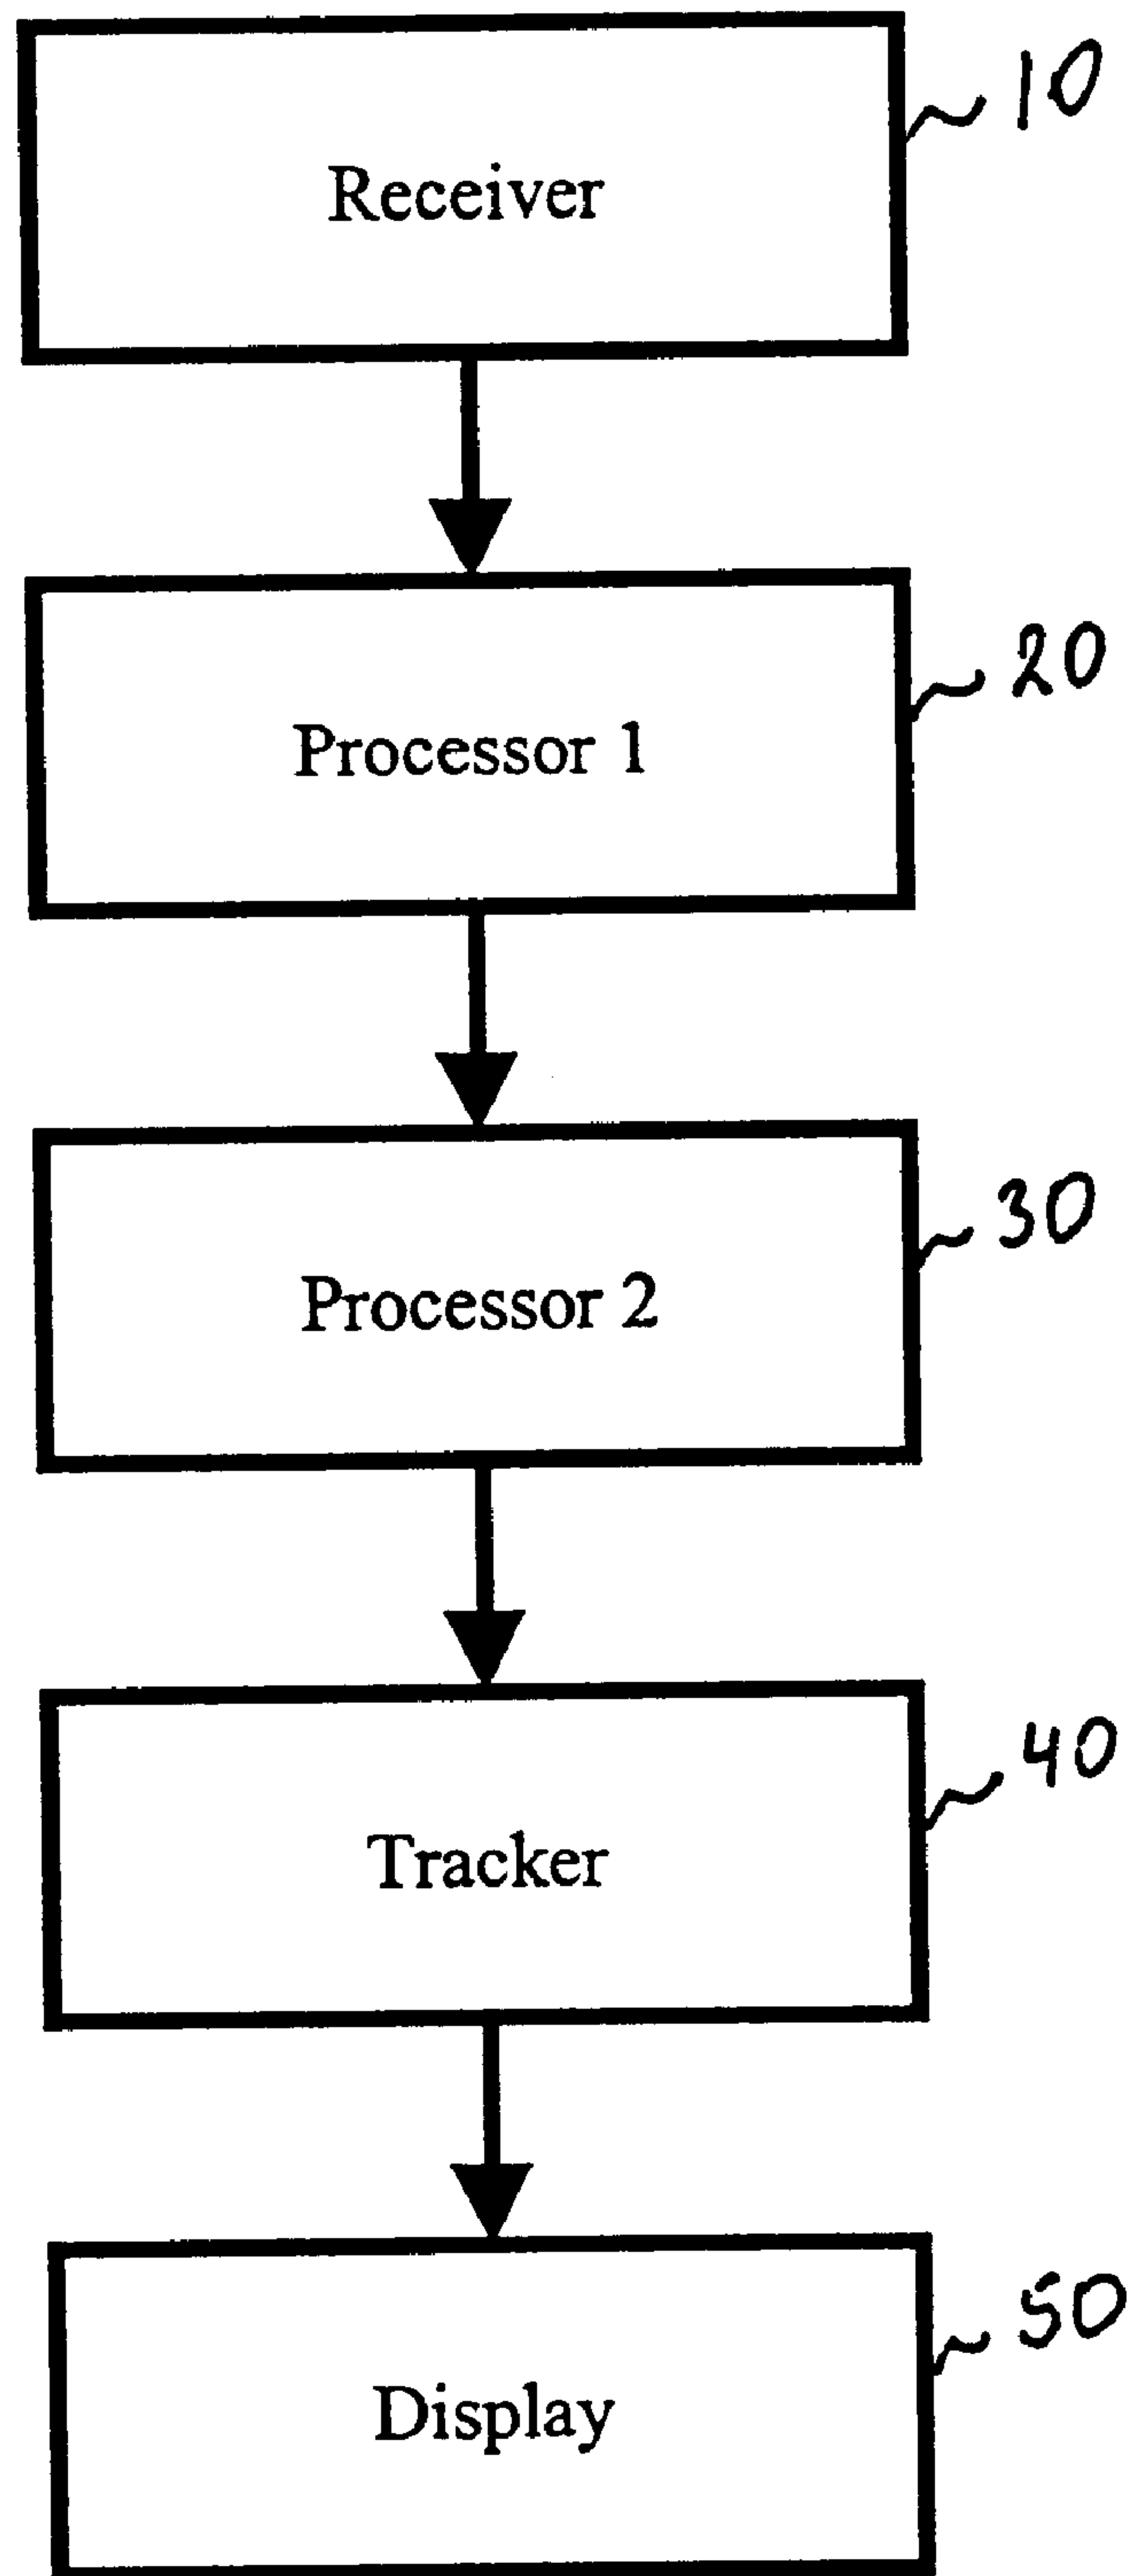 Receiver
10
Processor 1
20
Processor 2
30
Tracker
40
Display
50